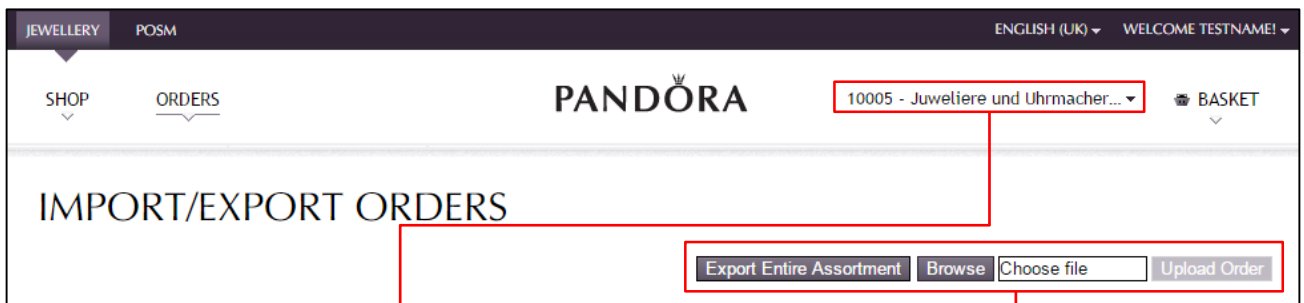 JEWELLERY POSM ENGLISH (UK) WELCOME TESTNAME!
SHOP ORDERS PANDÖRA 10005 - Juweliere und Uhrmacher... BASKET
IMPORT/EXPORT ORDERS
Export Entire Assortment Browse Choose file Upload Order